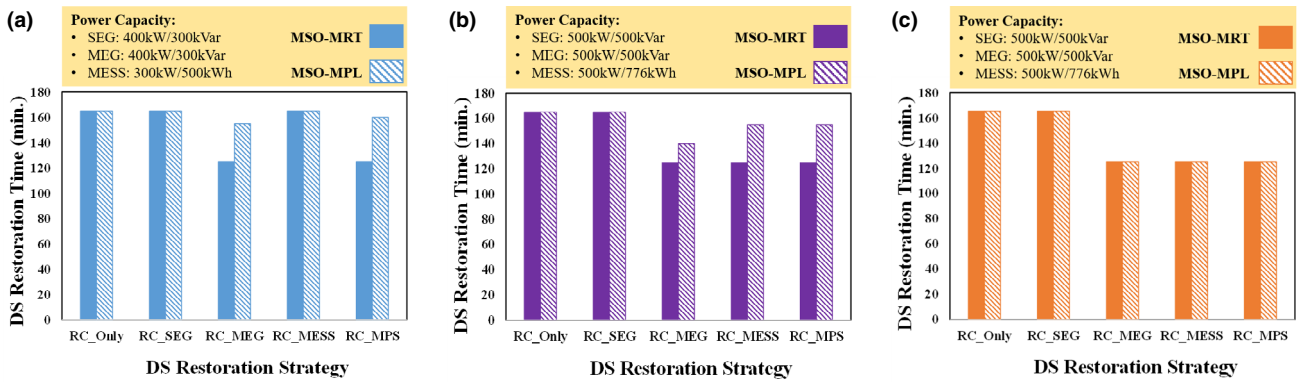 (a)
Power Capacity:
• SEG: 400kW/300kVar
MSO-MRT
• MEG: 400kW/300kVar
• MESS: 300kW/500kWh
MSO-MPL
DS Restoration Time (min.)
180
160
140
120
100
80
60
40
20
0
RC_Only RC_SEG RC_MEG RC_MESS RC_MPS
DS Restoration Strategy
(b)
Power Capacity:
• SEG: 500kW/500kVar
MSO-MRT
• MEG: 500kW/500kVar
• MESS: 500kW/776kWh
MSO-MPL
DS Restoration Time (min.)
180
160
140
120
100
80
60
40
20
0
RC_Only RC_SEG RC_MEG RC_MESS RC_MPS
DS Restoration Strategy
(c)
Power Capacity:
• SEG: 500kW/500kVar
MSO-MRT
• MEG: 500kW/500kVar
• MESS: 500kW/776kWh
MSO-MPL
DS Restoration Time (min.)
180
160
140
120
100
80
60
40
20
0
RC_Only RC_SEG RC_MEG RC_MESS RC_MPS
DS Restoration Strategy